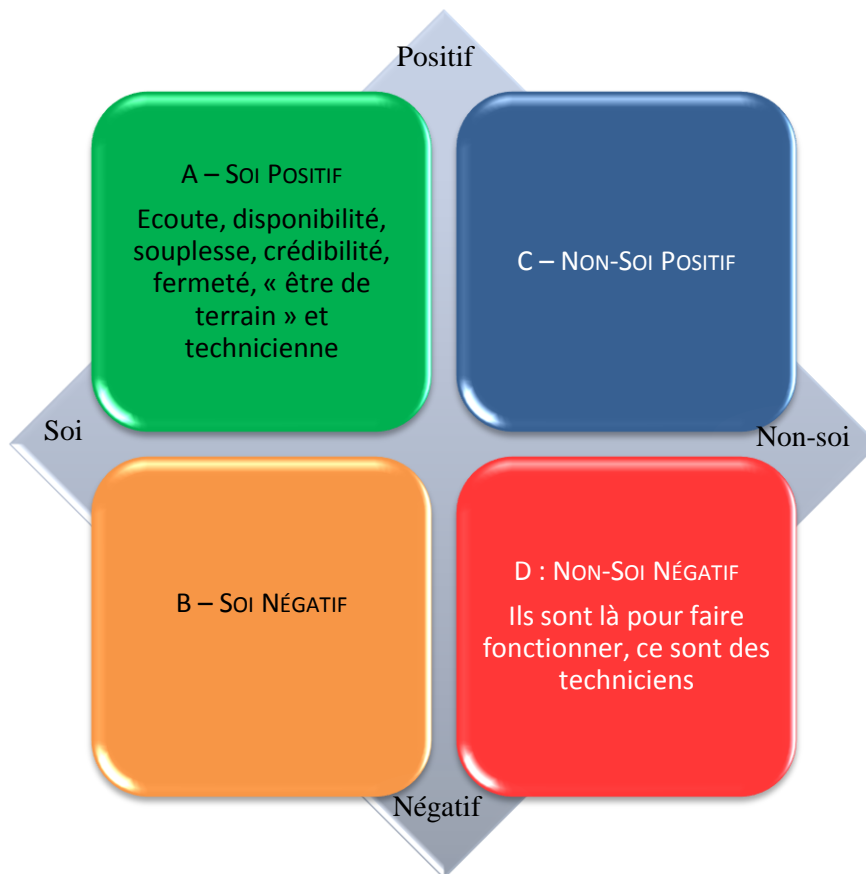 Positif
A – SOI POSITIF
Ecoute, disponibilité,
souplesse, crédibilité,
fermeté, « être de
terrain » et
technicienne
C – NON-SOI POSITIF
Soi
Non-soi
B – SOI NÉGATIF
D : NON-SOI NÉGATIF
Ils sont là pour faire
fonctionner, ce sont des
techniciens
Négatif